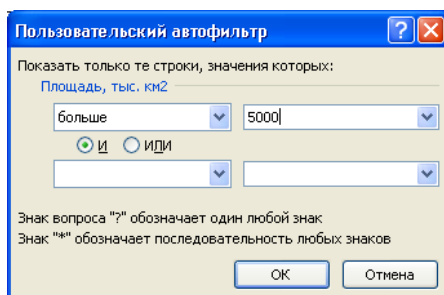 Пользовательский автофильтр
Показать только те строки, значения которых:
Площадь, тыс. км2
больше 5000
И ИЛИ
Знак вопроса "?" обозначает один любой знак
Знак "*" обозначает последовательность любых знаков
ОК Отмена